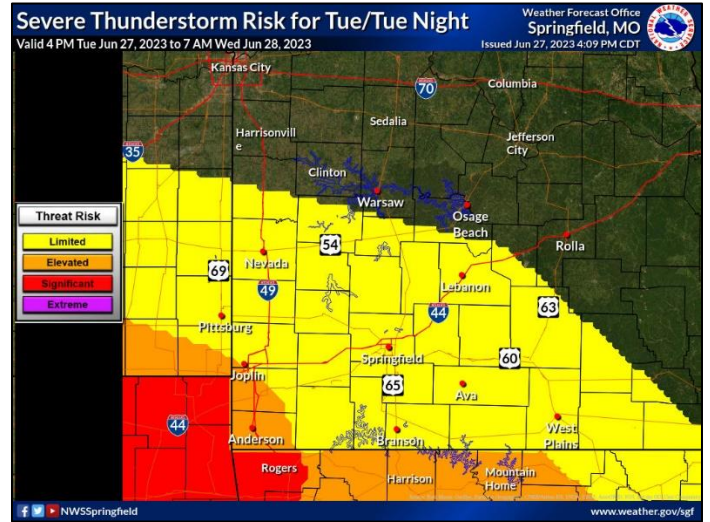 Severe Thunderstorm Risk for Tue/Tue Night
Valid 4 PM Tue Jun 27, 2023 to 7 AM Wed Jun 28, 2023
Weather Forecast Office
Springfield, MO
Issued Jun 27, 2023 4:09 PM CDT
Kansas City
70
Columbia
Sedalia
Harrisonvill
e
Jefferson
City
35
Clinton
Warsaw
Osage
Beach
Rolla
Threat Risk
Limited
Elevated
Significant
Extreme
54
Nevada
69
49
Lebanon
63
44
Pittsburg
Springfield
60
Joplin
65
Ava
44
Anderson
Branson
West
Plains
Rogers
Harrison
Mountain
Home
NWSSpringfield
www.weather.gov/sgf